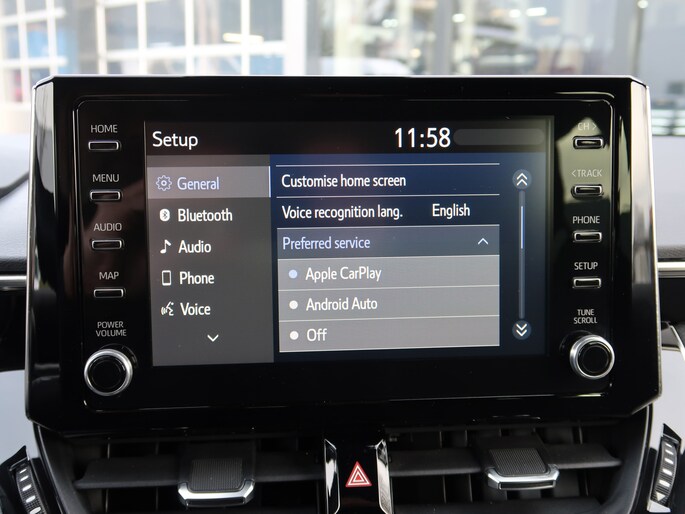 HOME
MENU
AUDIO
MAP
POWER
VOLUME
Setup
11:58
General
Bluetooth
Audio
Phone
Voice
Customise home screen
Voice recognition lang. English
Preferred service
Apple CarPlay
Android Auto
Off
CH >
< TRACK
PHONE
SETUP
TUNE
SCROLL